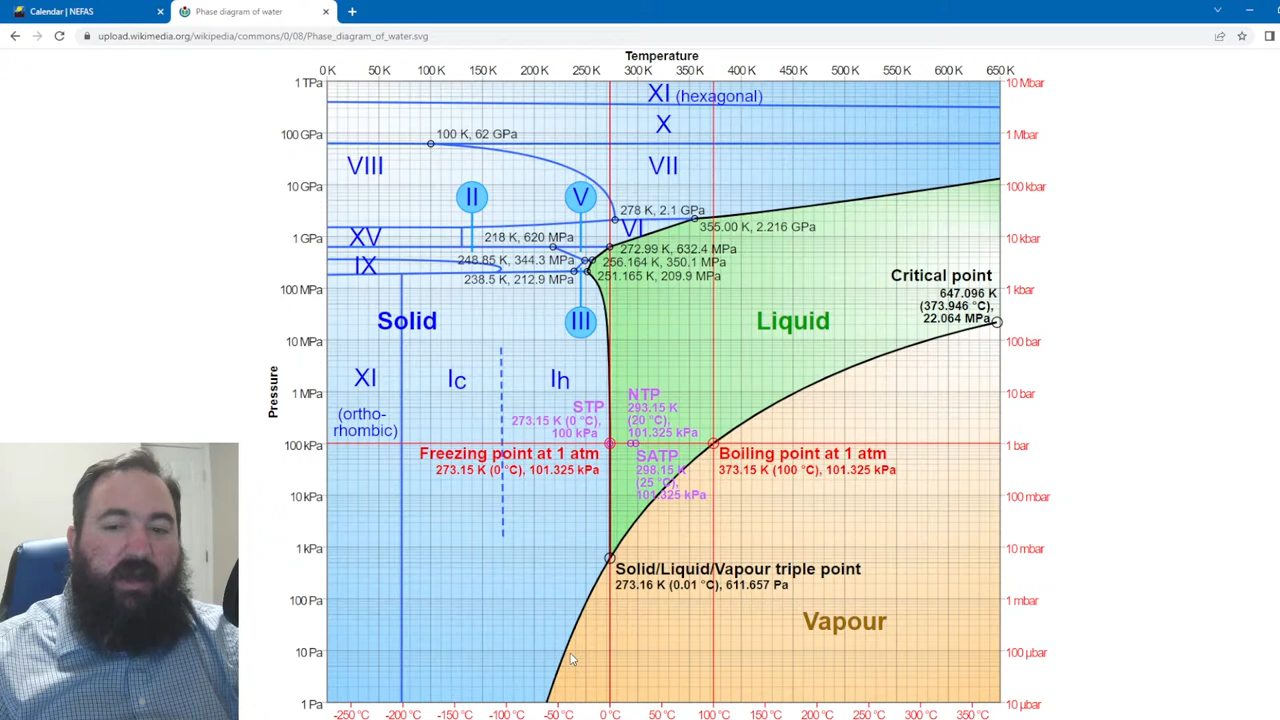 Calendar | NEFAS
Phase diagram of water
upload.wikimedia.org/wikipedia/commons/0/08/Phase_diagram_of_water.svg
Temperature
0 K 50 K 100 K 150 K 200 K 250 K 300 K 350 K 400 K 450 K 500 K 550 K 600 K 650 K
1 TPa
10 Mbar
XI (hexagonal)
X
100 GPa
100 K, 62 GPa
1 Mbar
VIII
VII
10 GPa
100 kbar
II
V
278 K, 2.1 GPa
VI
355.00 K, 2.216 GPa
XV
218 K, 620 MPa
1 GPa
10 kbar
272.99 K, 632.4 MPa
IX
248.85 K, 344.3 MPa
256.164 K, 350.1 MPa
238.5 K, 212.9 MPa
251.165 K, 209.9 MPa
Critical point
647.096 K
(373.946 °C),
22.064 MPa
100 MPa
1 kbar
Solid
III
Liquid
10 MPa
100 bar
XI
Ic
Ih
(ortho-
rhombic)
1 MPa
10 bar
Pressure
STP
273.15 K (0 °C),
100 kPa
NTP
293.15 K
(20 °C),
101.325 kPa
100 kPa
1 bar
Freezing point at 1 atm
273.15 K (0 °C), 101.325 kPa
SATP
298.15 K
(25 °C),
101.325 kPa
Boiling point at 1 atm
373.15 K (100 °C), 101.325 kPa
10 kPa
100 mbar
1 kPa
10 mbar
Solid/Liquid/Vapour triple point
273.16 K (0.01 °C), 611.657 Pa
100 Pa
1 mbar
Vapour
10 Pa
100 µbar
1 Pa
10 µbar
-250 °C -200 °C -150 °C -100 °C -50 °C 0 °C 50 °C 100 °C 150 °C 200 °C 250 °C 300 °C 350 °C